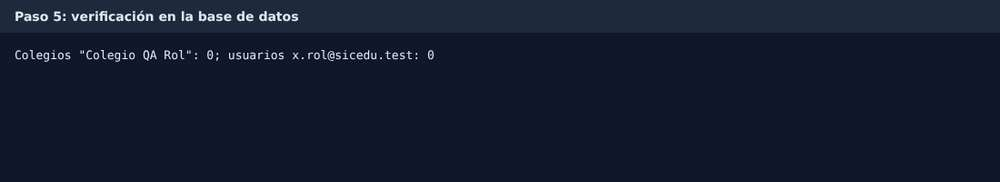 Paso 5: verificación en la base de datos
Colegios "Colegio QA Rol": 0; usuarios x.rol@sicedu.test: 0